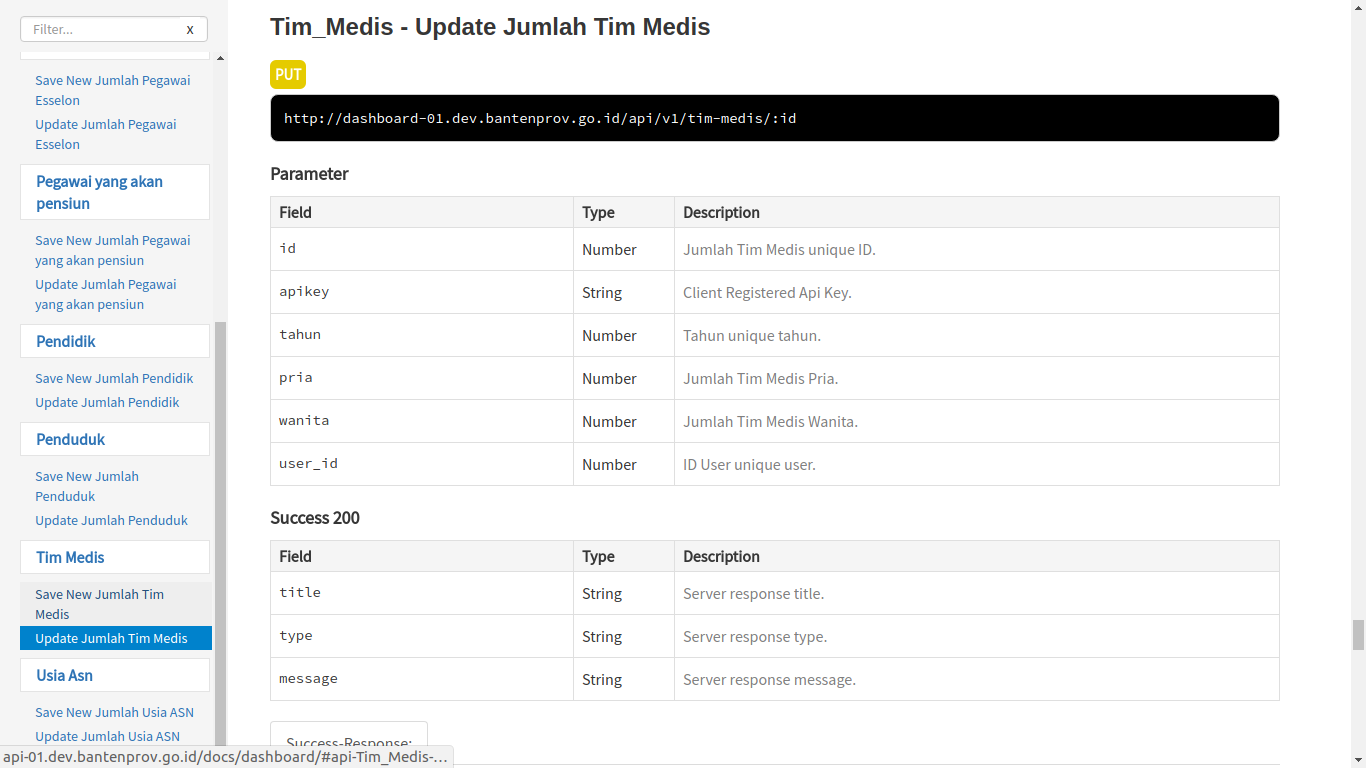 Filter...
x
Save New Jumlah Pegawai
Esselon
Update Jumlah Pegawai
Esselon
Pegawai yang akan
pensiun
Save New Jumlah Pegawai
yang akan pensiun
Update Jumlah Pegawai
yang akan pensiun
Pendidik
Save New Jumlah Pendidik
Update Jumlah Pendidik
Penduduk
Save New Jumlah
Penduduk
Update Jumlah Penduduk
Tim Medis
Save New Jumlah Tim
Medis
Update Jumlah Tim Medis
Usia Asn
Save New Jumlah Usia ASN
Update Jumlah Usia ASN
api-01.dev.bantenprov.go.id/docs/dashboard/#api-Tim_Medis-...
Tim_Medis - Update Jumlah Tim Medis
PUT
http://dashboard-01.dev.bantenprov.go.id/api/v1/tim-medis/:id
Parameter
Field Type Description
id Number Jumlah Tim Medis unique ID.
apikey String Client Registered Api Key.
tahun Number Tahun unique tahun.
pria Number Jumlah Tim Medis Pria.
wanita Number Jumlah Tim Medis Wanita.
user_id Number ID User unique user.
Success 200
Field Type Description
title String Server response title.
type String Server response type.
message String Server response message.
Success-Response: